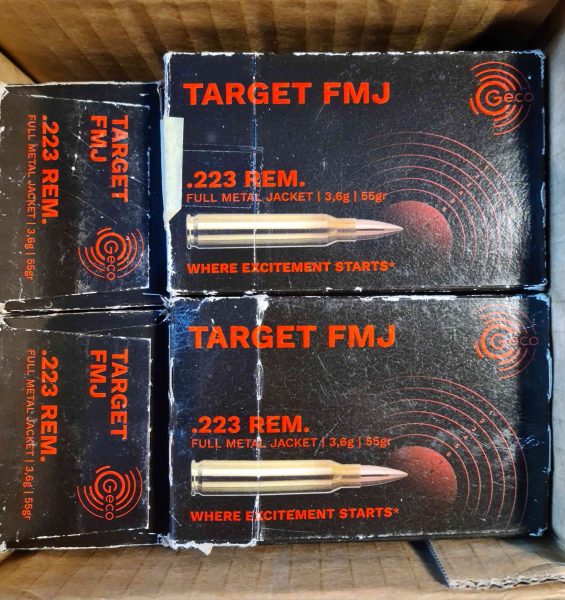 TARGET FMJ
Geco
.223 REM.
FULL METAL JACKET | 3,6g | 55gr
WHERE EXCITEMENT STARTS*
TARGET
FMJ
.223 REM.
FULL METAL JACKET | 3,6g | 55gr
Geco
TARGET FMJ
Geco
.223 REM.
FULL METAL JACKET | 3,6g | 55gr
WHERE EXCITEMENT STARTS*
TARGET
FMJ
.223 REM.
FULL METAL JACKET | 3,6g | 55gr
Geco